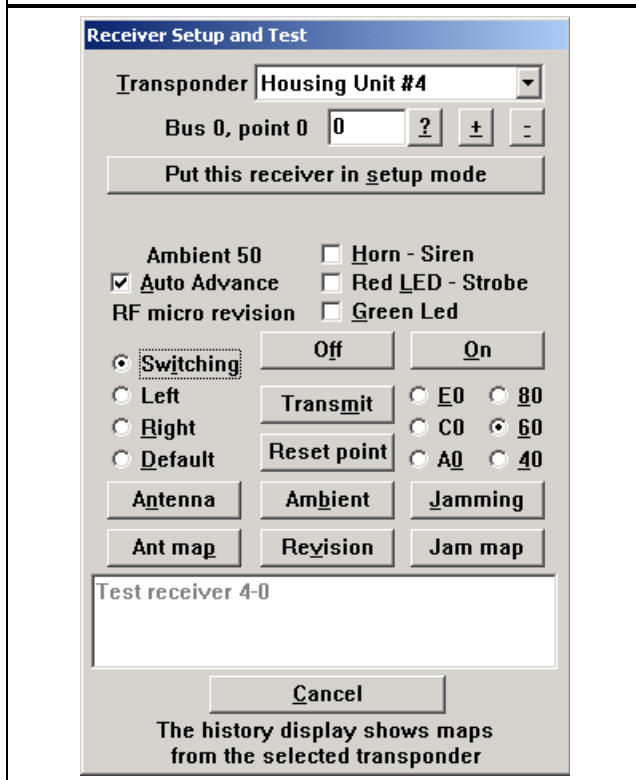 Receiver Setup and Test
Transponder Housing Unit #4
Bus 0, point 0 0 ? + -
Put this receiver in setup mode
Ambient 50 Horn - Siren
Auto Advance Red LED - Strobe
RF micro revision Green Led
Switching Off On
Left Transmit E0 80
Right C0 60
Default Reset point A0 40
Antenna Ambient Jamming
Ant map Revision Jam map
Test receiver 4-0
Cancel
The history display shows maps
from the selected transponder